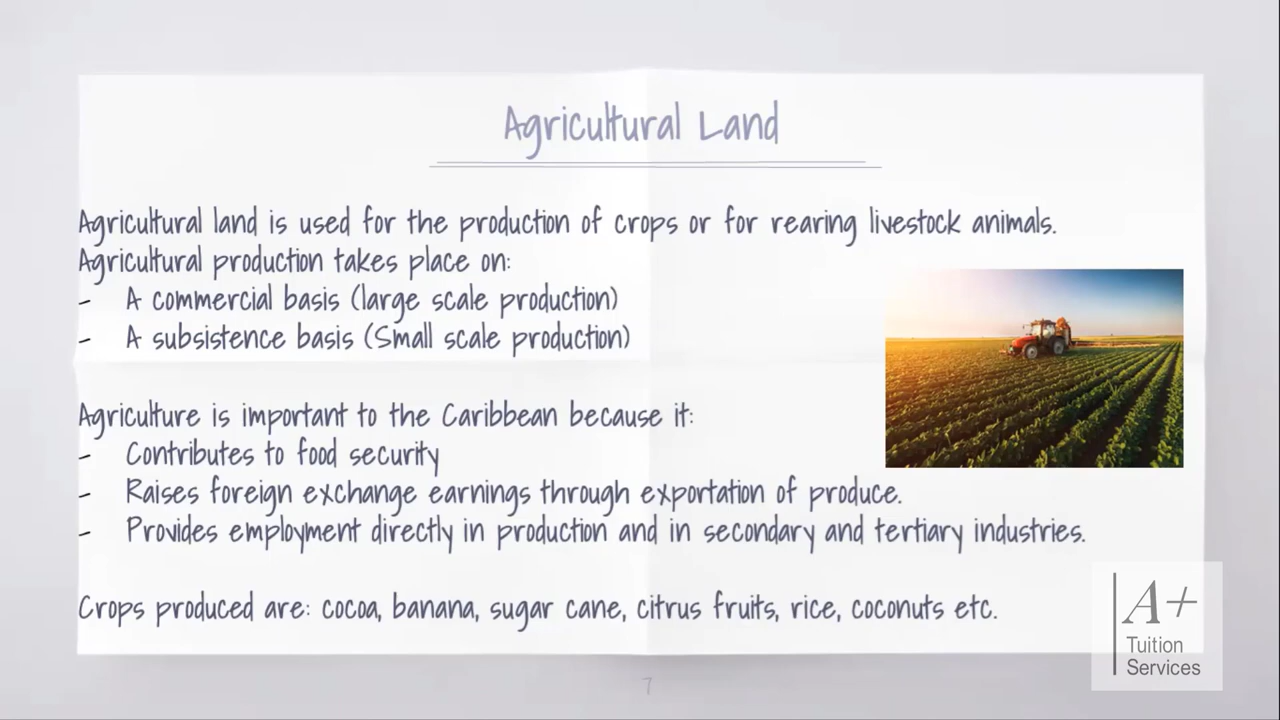 Agricultural Land
Agricultural land is used for the production of crops or for rearing livestock animals.
Agricultural production takes place on:
- A commercial basis (large scale production)
- A subsistence basis (Small scale production)
Agriculture is important to the Caribbean because it:
- Contributes to food security
- Raises foreign exchange earnings through exportation of produce.
- Provides employment directly in production and in secondary and tertiary industries.
Crops produced are: cocoa, banana, sugar cane, citrus fruits, rice, coconuts etc.
A+
Tuition
Services
7